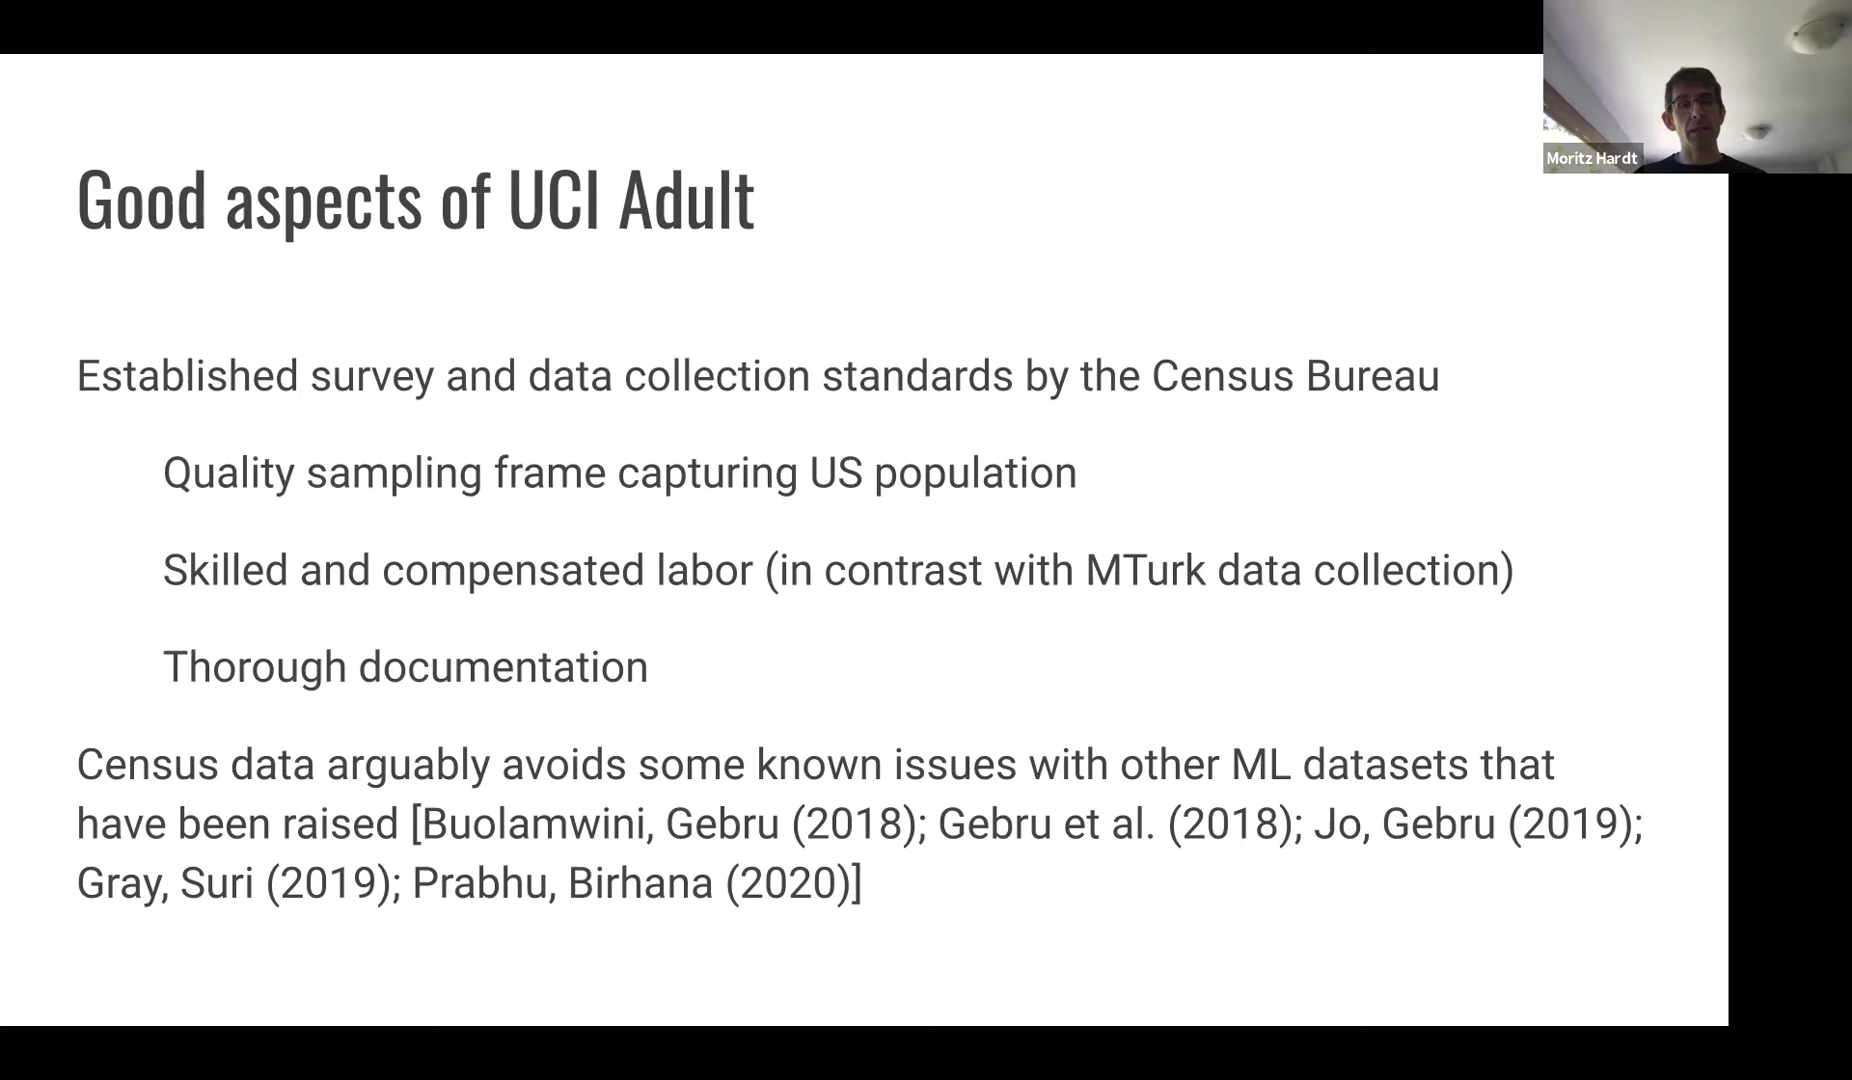 Moritz Hardt
Good aspects of UCI Adult
Established survey and data collection standards by the Census Bureau
Quality sampling frame capturing US population
Skilled and compensated labor (in contrast with MTurk data collection)
Thorough documentation
Census data arguably avoids some known issues with other ML datasets that
have been raised [Buolamwini, Gebru (2018); Gebru et al. (2018); Jo, Gebru (2019);
Gray, Suri (2019); Prabhu, Birhana (2020)]